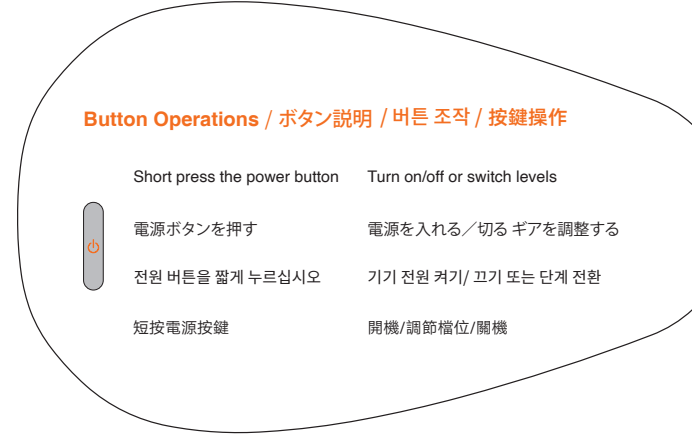 Button Operations / ボタン説明 / 버튼 조작 / 按鍵操作
Short press the power button Turn on/off or switch levels
電源ボタンを押す 電源を入れる／切る ギアを調整する
전원 버튼을 짧게 누르십시오 기기 전원 켜기/ 끄기 또는 단계 전환
短按電源按鍵 開機/調節檔位/關機